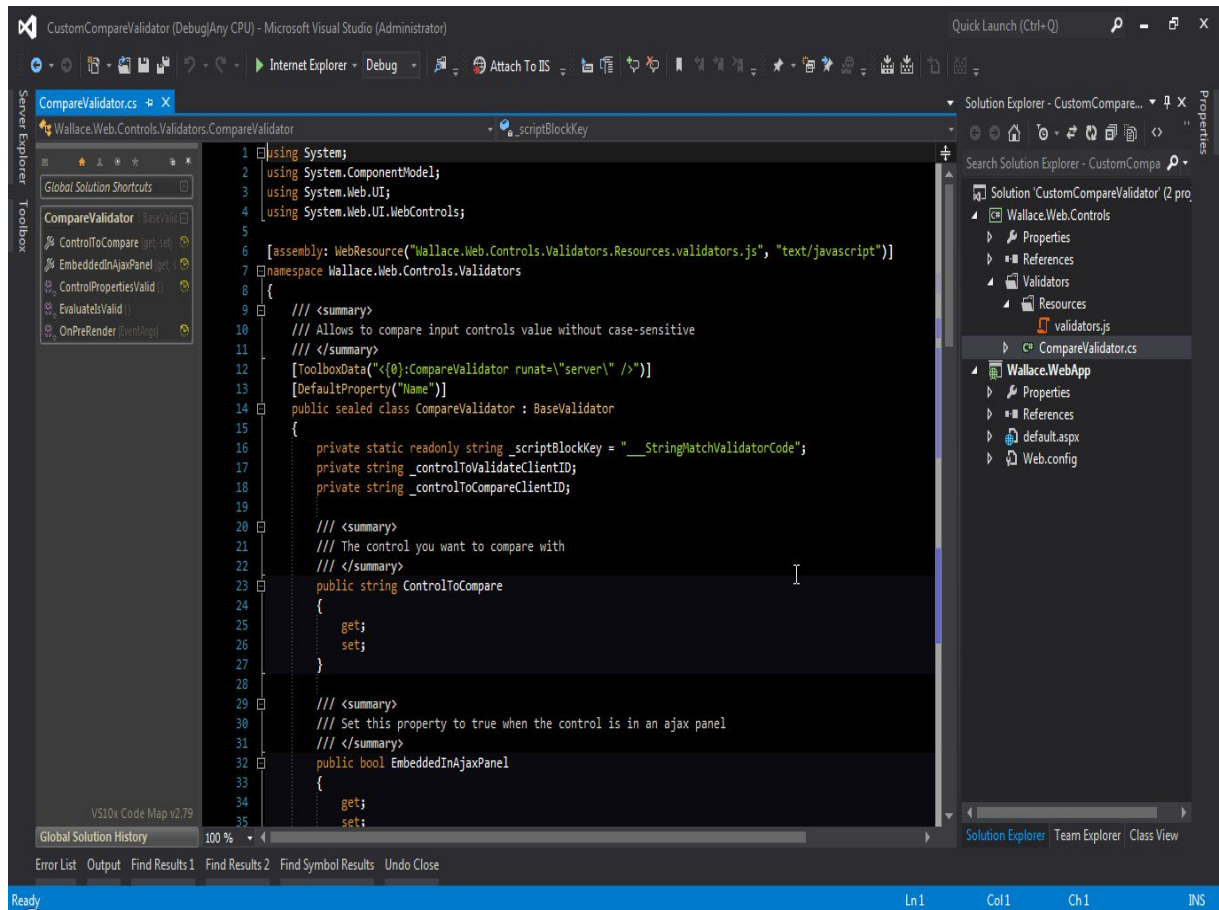 CustomCompareValidator (Debug|Any CPU) - Microsoft Visual Studio (Administrator)
Quick Launch (Ctrl+Q)
Internet Explorer
Debug
Attach To IIS
Server Explorer
Toolbox
CompareValidator.cs
Wallace.Web.Controls.Validators.CompareValidator
_scriptBlockKey
Global Solution Shortcuts
CompareValidator : BaseValid
ControlToCompare {get, set}
EmbeddedInAjaxPanel {get, s
ControlPropertiesValid ()
EvaluateIsValid ()
OnPreRender (EventArgs)
VS10x Code Map v2.79
Global Solution History
1 using System;
2 using System.ComponentModel;
3 using System.Web.UI;
4 using System.Web.UI.WebControls;
5
6 [assembly: WebResource("Wallace.Web.Controls.Validators.Resources.validators.js", "text/javascript")]
7 namespace Wallace.Web.Controls.Validators
8 {
9 /// <summary>
10 /// Allows to compare input controls value without case-sensitive
11 /// </summary>
12 [ToolboxData("<{0}:CompareValidator runat=\"server\" />")]
13 [DefaultProperty("Name")]
14 public sealed class CompareValidator : BaseValidator
15 {
16 private static readonly string _scriptBlockKey = "___StringMatchValidatorCode";
17 private string _controlToValidateClientID;
18 private string _controlToCompareClientID;
19
20 /// <summary>
21 /// The control you want to compare with
22 /// </summary>
23 public string ControlToCompare
24 {
25 get;
26 set;
27 }
28
29 /// <summary>
30 /// Set this property to true when the control is in an ajax panel
31 /// </summary>
32 public bool EmbeddedInAjaxPanel
33 {
34 get;
35 set;
100 %
Solution Explorer - CustomCompare...
Search Solution Explorer - CustomCompa
Solution 'CustomCompareValidator' (2 pro
Wallace.Web.Controls
Properties
References
Validators
Resources
validators.js
CompareValidator.cs
Wallace.WebApp
Properties
References
default.aspx
Web.config
Solution Explorer Team Explorer Class View
Properties
Error List Output Find Results 1 Find Results 2 Find Symbol Results Undo Close
Ready
Ln 1 Col 1 Ch 1 INS